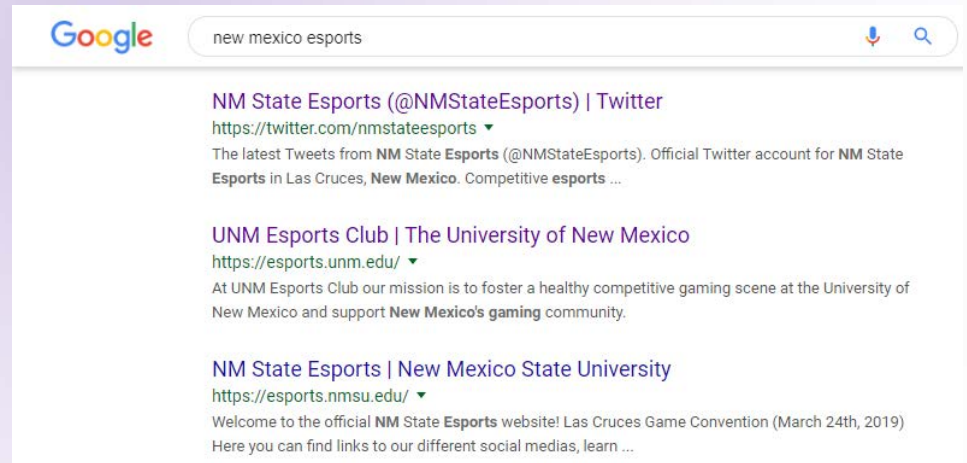 Google
new mexico esports
NM State Esports (@NMStateEsports) | Twitter
https://twitter.com/nmstateesports
The latest Tweets from NM State Esports (@NMStateEsports). Official Twitter account for NM State
Esports in Las Cruces, New Mexico. Competitive esports ...
UNM Esports Club | The University of New Mexico
https://esports.unm.edu/
At UNM Esports Club our mission is to foster a healthy competitive gaming scene at the University of
New Mexico and support New Mexico's gaming community.
NM State Esports | New Mexico State University
https://esports.nmsu.edu/
Welcome to the official NM State Esports website! Las Cruces Game Convention (March 24th, 2019)
Here you can find links to our different social medias, learn ...